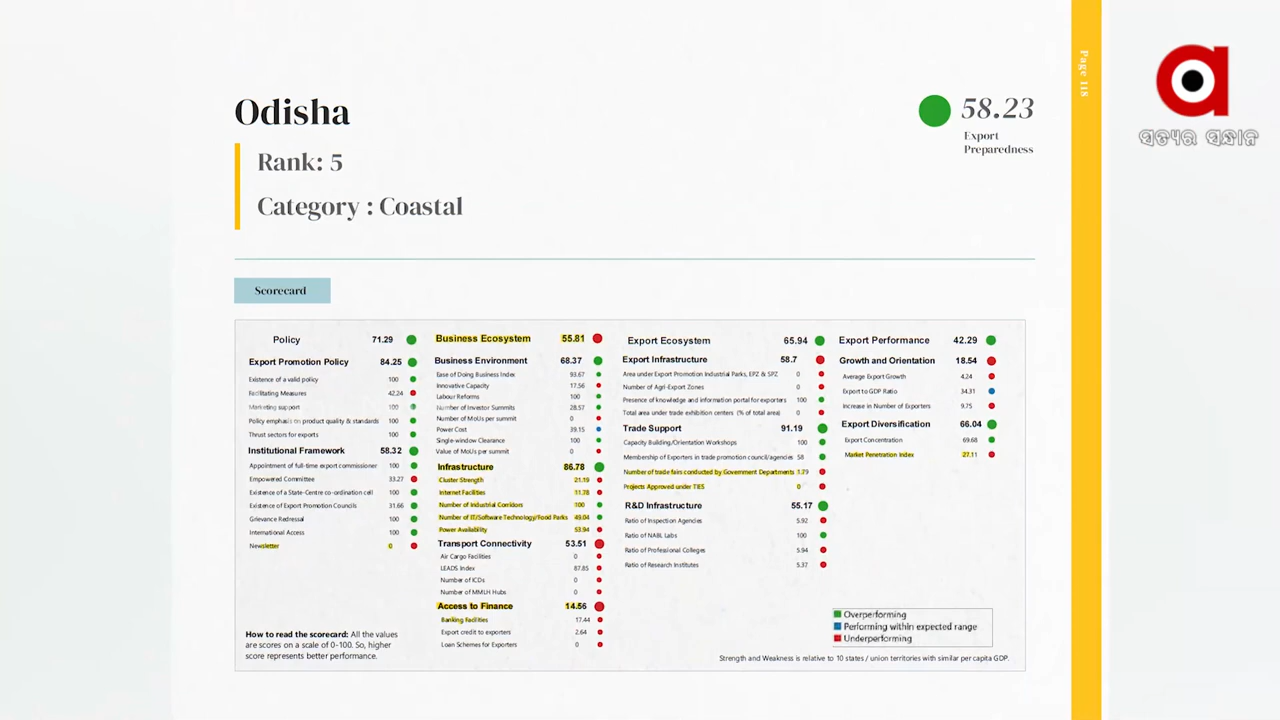 Page 118
ସତ୍ୟର ସନ୍ଧାନ
Odisha
58.23
Export
Preparedness
Rank: 5
Category : Coastal
Scorecard
Policy 71.29
Export Promotion Policy 84.25
Existence of a valid policy 100
Facilitating Measures 42.24
Marketing support 100
Policy emphasis on product quality & standards 100
Thrust sectors for exports 100
Institutional Framework 58.32
Appointment of full-time export commissioner 100
Empowered Committee 33.27
Existence of a State-Centre co-ordination cell 100
Existence of Export Promotion Councils 31.66
Grievance Redressal 100
International Access 100
Newsletter 0
How to read the scorecard: All the values
are scores on a scale of 0-100. So, higher
score represents better performance.
Business Ecosystem 55.81
Business Environment 68.37
Ease of Doing Business Index 93.67
Innovative Capacity 17.56
Labour Reforms 100
Number of Investor Summits 28.57
Number of MoUs per summit 0
Power Cost 39.15
Single-window Clearance 100
Value of MoUs per summit 0
Infrastructure 86.78
Cluster Strength 21.19
Internet Facilities 11.78
Number of Industrial Corridors 100
Number of IT/Software Technology/Food Parks 49.04
Power Availability 53.94
Transport Connectivity 53.51
Air Cargo Facilities 0
LEADS Index 87.85
Number of ICDs 0
Number of MMLH Hubs 0
Access to Finance 14.56
Banking Facilities 17.44
Export credit to exporters 2.64
Loan Schemes for Exporters 0
Export Ecosystem 65.94
Export Infrastructure 58.7
Area under Export Promotion Industrial Parks, EPZ & SPZ 0
Number of Agri-Export Zones 0
Presence of knowledge and information portal for exporters 100
Total area under trade exhibition centers (% of total area) 0
Trade Support 91.19
Capacity Building/Orientation Workshops 100
Membership of Exporters in trade promotion council/agencies 58
Number of trade fairs conducted by Government Departments 1.79
Projects Approved under TIES 0
R&D Infrastructure 55.17
Ratio of Inspection Agencies 5.92
Ratio of NABL Labs 100
Ratio of Professional Colleges 5.94
Ratio of Research Institutes 5.37
Export Performance 42.29
Growth and Orientation 18.54
Average Export Growth 4.24
Export to GDP Ratio 34.31
Increase in Number of Exporters 9.75
Export Diversification 66.04
Export Concentration 69.68
Market Penetration Index 27.11
Overperforming
Performing within expected range
Underperforming
Strength and Weakness is relative to 10 states / union territories with similar per capita GDP.